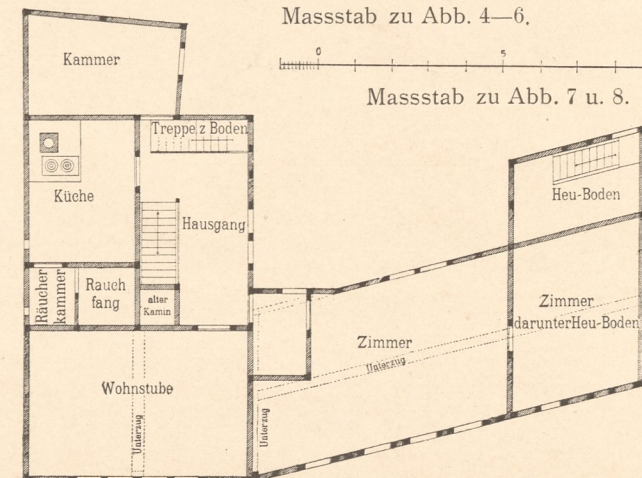 Massstab zu Abb. 4—6.
0
5
Massstab zu Abb. 7 u. 8.
Kammer
Treppe z Boden
Küche
Hausgang
Heu-Boden
Räucher
kammer
Rauch
fang
alter
Kamin
Zimmer
Unterzug
Zimmer
darunter Heu-Boden
Wohnstube
Unterzug
Unterzug